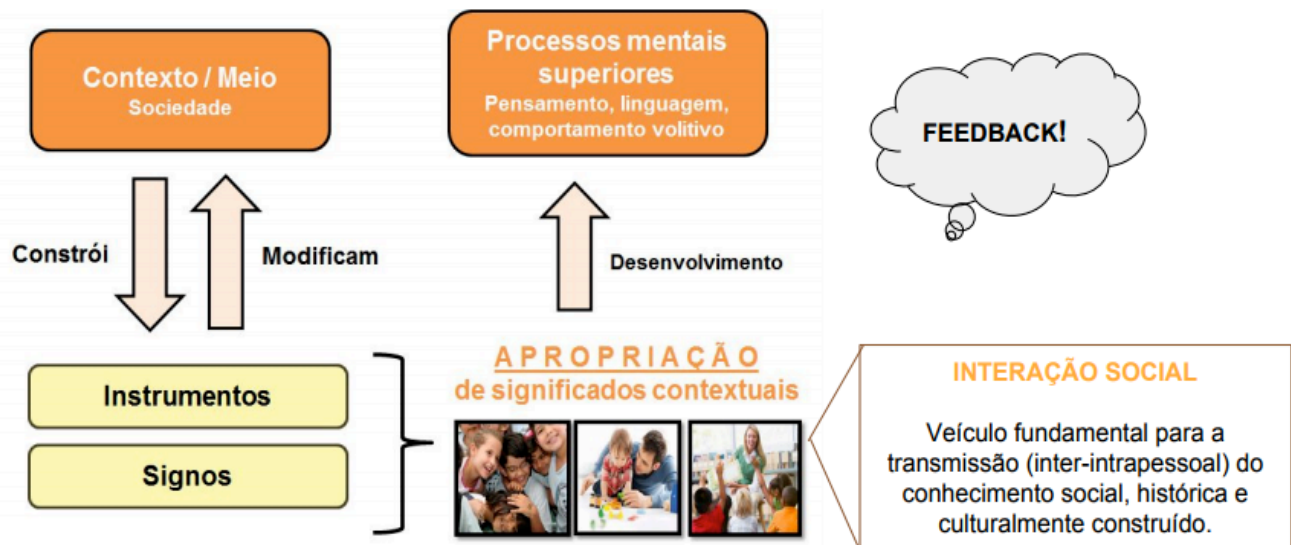 Contexto / Meio
Sociedade
Processos mentais
superiores
Pensamento, linguagem,
comportamento volitivo
FEEDBACK!
Constrói
Modificam
Desenvolvimento
Instrumentos
Signos
APROPRIAÇÃO
de significados contextuais
INTERAÇÃO SOCIAL
Veículo fundamental para a
transmissão (inter-intrapessoal) do
conhecimento social, histórica e
culturalmente construído.